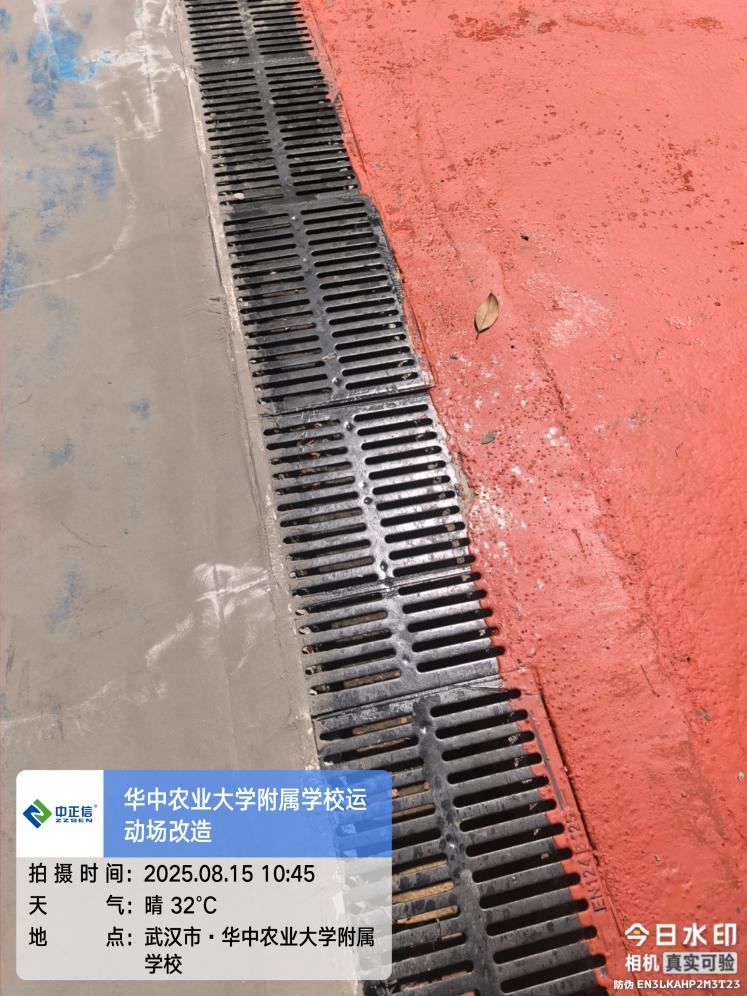 中正信®
ZZSEN
华中农业大学附属学校运
动场改造
拍摄时间：2025.08.15 10:45
天气：晴 32℃
地点：武汉市·华中农业大学附属
学校
今日水印
相机 真实可验
防伪 EN3LKAHP2M3T23